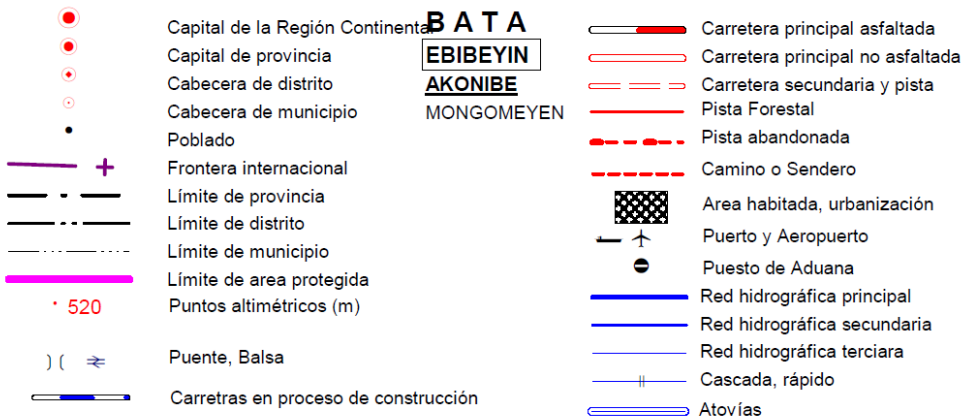 Capital de la Región Continental
BATA
Capital de provincia
EBIBEYIN
Cabecera de distrito
AKONIBE
Cabecera de municipio
MONGOMEYEN
Poblado
Frontera internacional
Límite de provincia
Límite de distrito
Límite de municipio
Límite de area protegida
520
Puntos altimétricos (m)
Puente, Balsa
Carretras en proceso de construcción
Carretera principal asfaltada
Carretera principal no asfaltada
Carretera secundaria y pista
Pista Forestal
Pista abandonada
Camino o Sendero
Area habitada, urbanización
Puerto y Aeropuerto
Puesto de Aduana
Red hidrográfica principal
Red hidrográfica secundaria
Red hidrográfica terciara
Cascada, rápido
Atovías